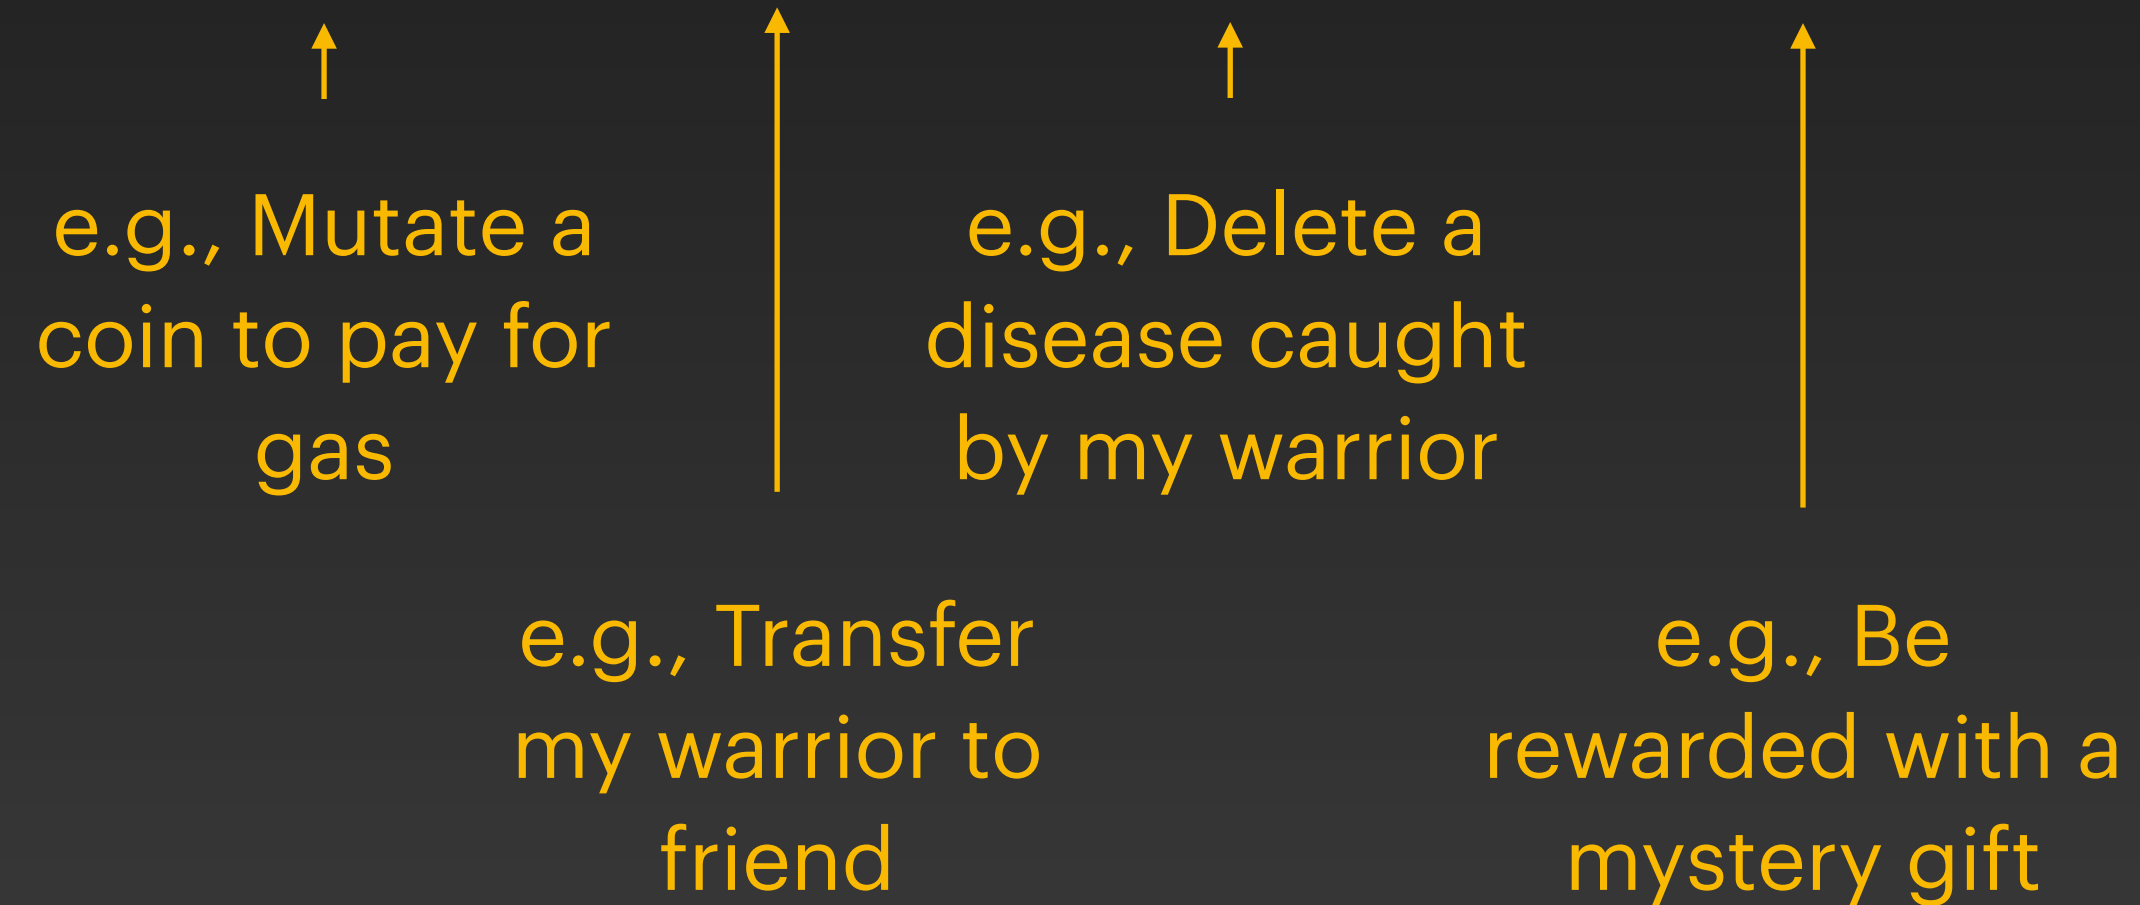 e.g., Mutate a
coin to pay for
gas
e.g., Transfer
my warrior to
friend
e.g., Delete a
disease caught
by my warrior
e.g., Be
rewarded with a
mystery gift